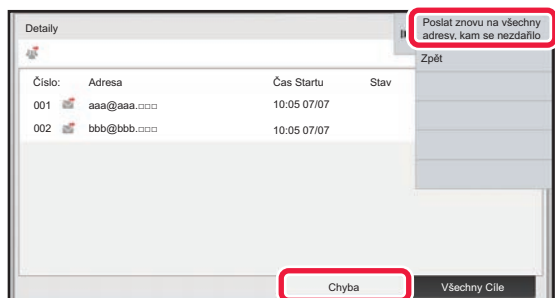 Detaily
Poslat znovu na všechny
adresy, kam se nezdařilo
Zpět
Číslo: Adresa Čas Startu Stav
001 aaa@aaa.□□□ 10:05 07/07
002 bbb@bbb.□□□ 10:05 07/07
Chyba Všechny Cíle